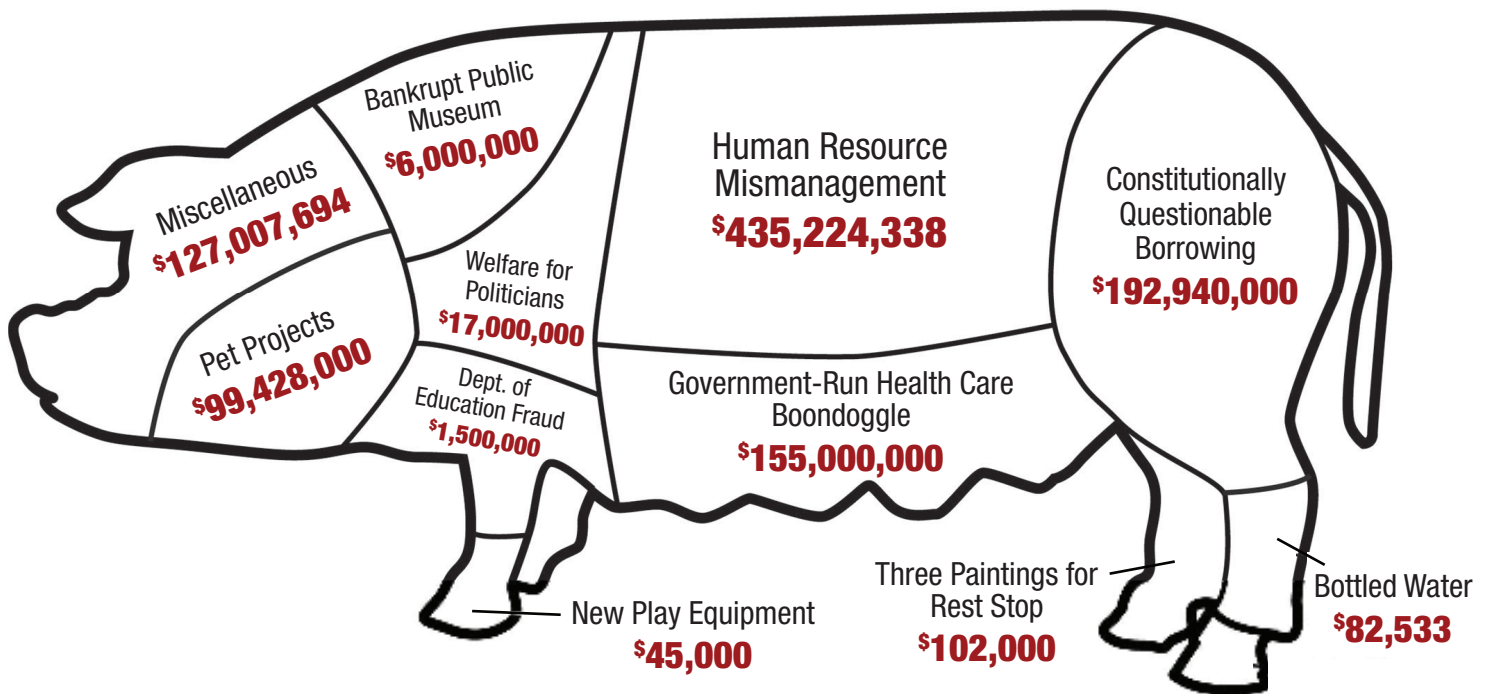 Bankrupt Public
Museum
$6,000,000
Miscellaneous
$127,007,694
Pet Projects
$99,428,000
Welfare for
Politicians
$17,000,000
Dept. of
Education Fraud
$1,500,000
Human Resource
Mismanagement
$435,224,338
Government-Run Health Care
Boondoggle
$155,000,000
Constitutionally
Questionable
Borrowing
$192,940,000
New Play Equipment
$45,000
Three Paintings for
Rest Stop
$102,000
Bottled Water
$82,533